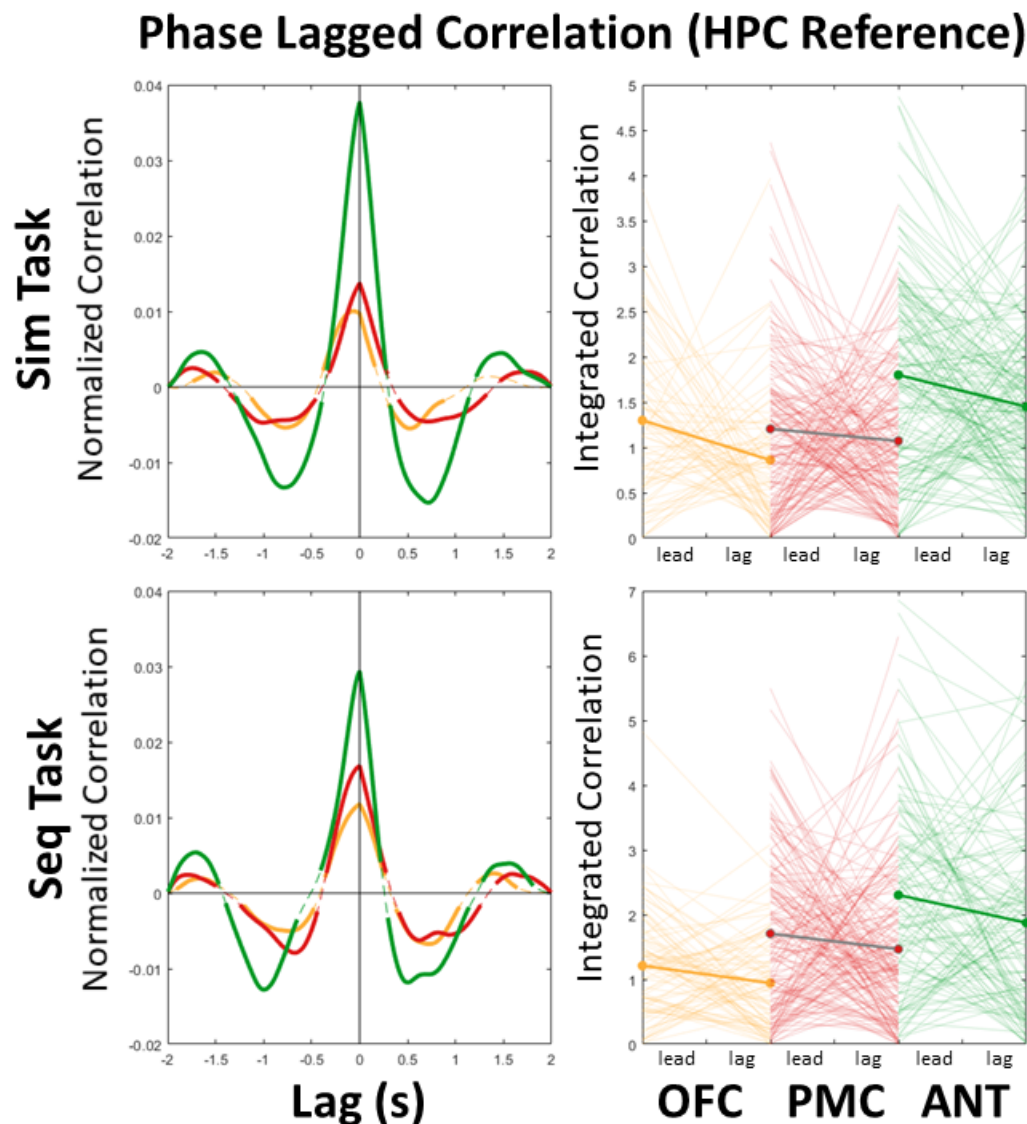 Phase Lagged Correlation (HPC Reference)
Sim Task
Normalized Correlation
0.04
0.03
0.02
0.01
0
-0.01
-0.02
-2 -1.5 -1 -0.5 0 0.5 1 1.5 2
Integrated Correlation
5
4.5
4
3.5
3
2.5
2
1.5
1
0.5
0
lead lag lead lag lead lag
Seq Task
Normalized Correlation
0.04
0.03
0.02
0.01
0
-0.01
-0.02
-2 -1.5 -1 -0.5 0 0.5 1 1.5 2
Lag (s)
Integrated Correlation
7
6
5
4
3
2
1
0
lead lag lead lag lead lag
OFC PMC ANT